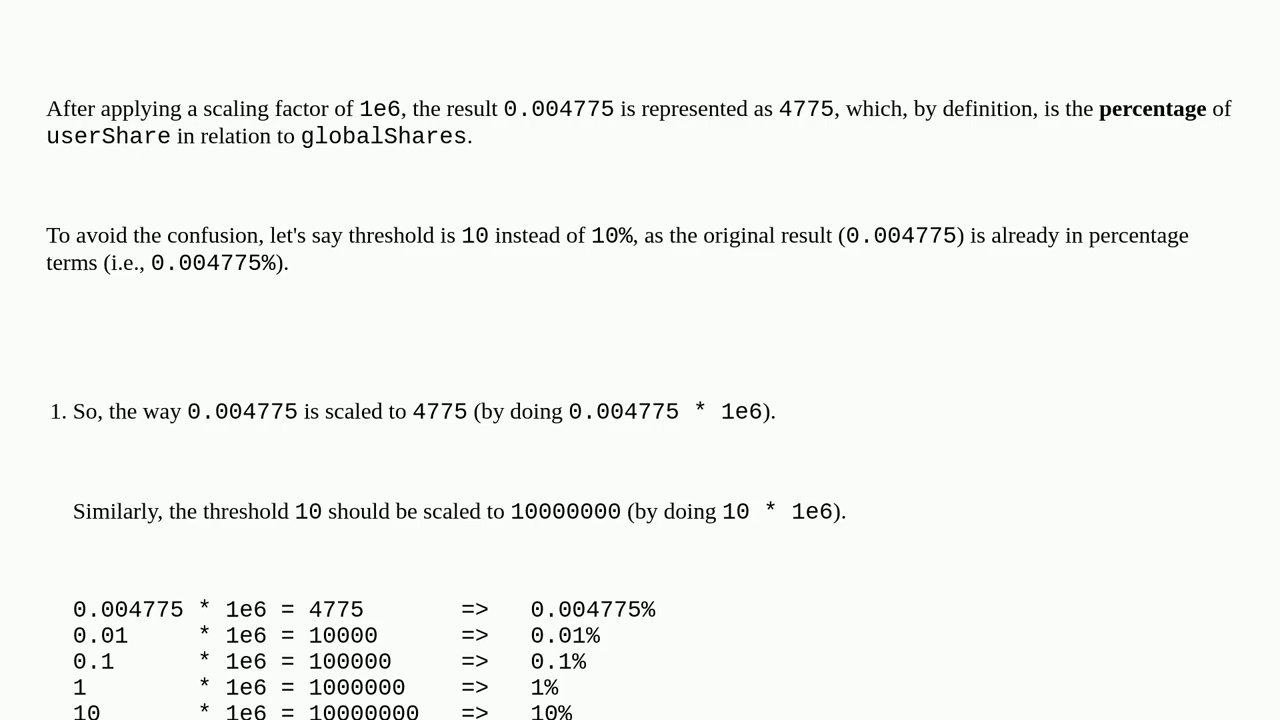 After applying a scaling factor of 1e6, the result 0.004775 is represented as 4775, which, by definition, is the percentage of
userShare in relation to globalShares.
To avoid the confusion, let's say threshold is 10 instead of 10%, as the original result (0.004775) is already in percentage
terms (i.e., 0.004775%).
1. So, the way 0.004775 is scaled to 4775 (by doing 0.004775 * 1e6).
Similarly, the threshold 10 should be scaled to 10000000 (by doing 10 * 1e6).
0.004775 * 1e6 = 4775       =>   0.004775%
0.01     * 1e6 = 10000      =>   0.01%
0.1      * 1e6 = 100000     =>   0.1%
1        * 1e6 = 1000000    =>   1%
10       * 1e6 = 10000000   =>   10%